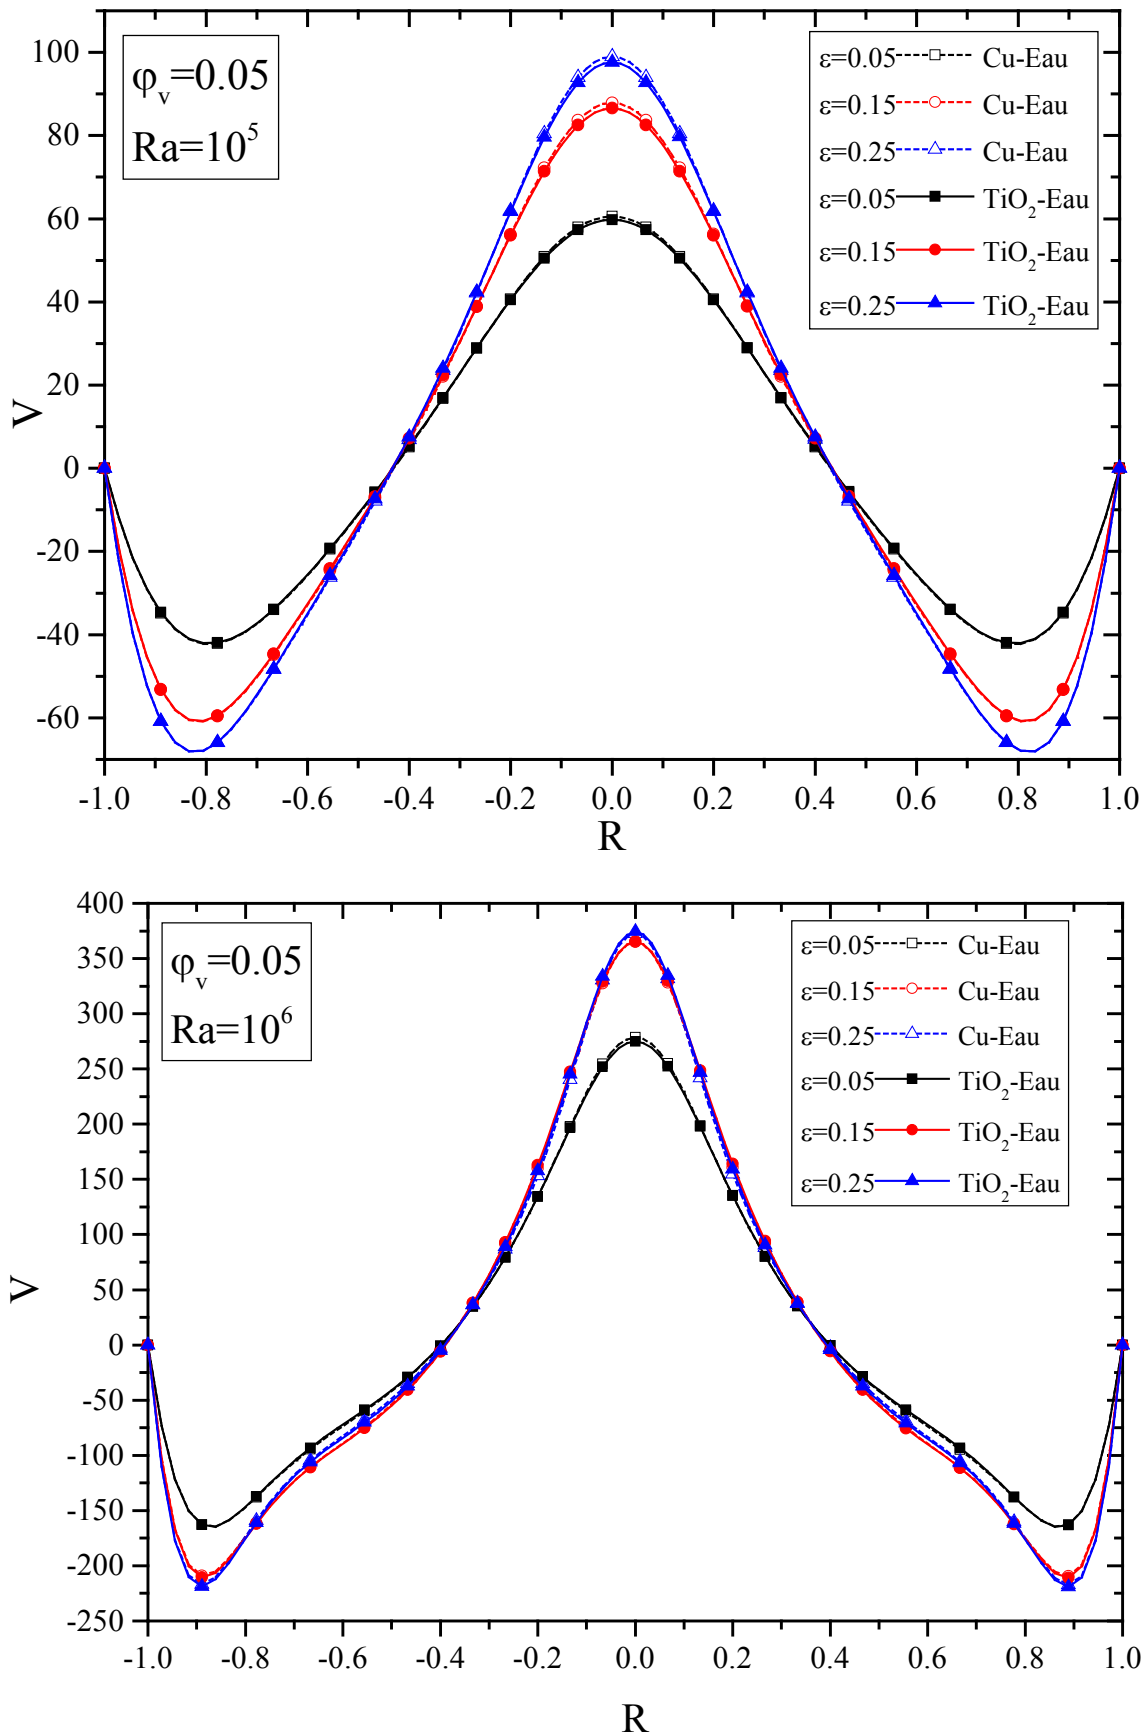 φv=0.05
Ra=10^5
ε=0.05 Cu-Eau
ε=0.15 Cu-Eau
ε=0.25 Cu-Eau
ε=0.05 TiO2-Eau
ε=0.15 TiO2-Eau
ε=0.25 TiO2-Eau
100
80
60
40
20
0
-20
-40
-60
V
-1.0 -0.8 -0.6 -0.4 -0.2 0.0 0.2 0.4 0.6 0.8 1.0
R
φv=0.05
Ra=10^6
ε=0.05 Cu-Eau
ε=0.15 Cu-Eau
ε=0.25 Cu-Eau
ε=0.05 TiO2-Eau
ε=0.15 TiO2-Eau
ε=0.25 TiO2-Eau
400
350
300
250
200
150
100
50
0
-50
-100
-150
-200
-250
V
-1.0 -0.8 -0.6 -0.4 -0.2 0.0 0.2 0.4 0.6 0.8 1.0
R